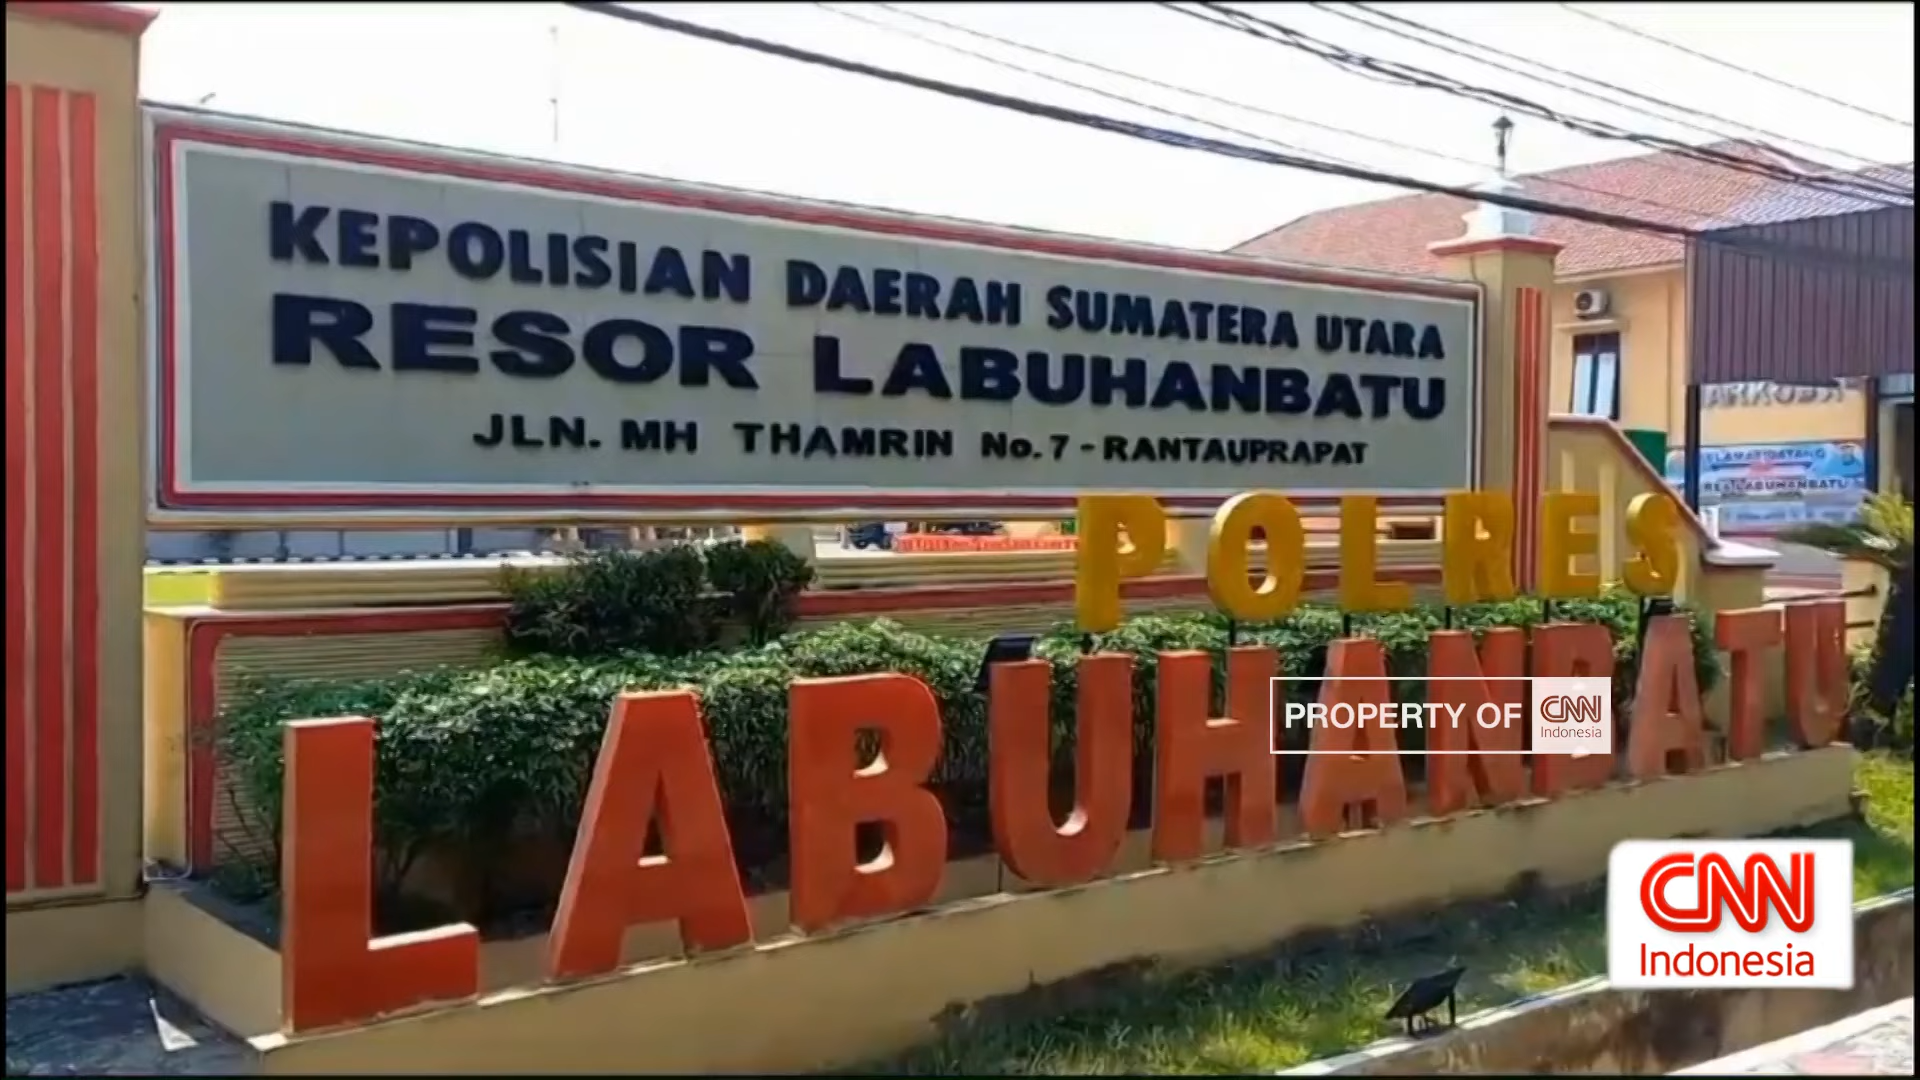 KEPOLISIAN DAERAH SUMATERA UTARA
RESOR LABUHANBATU
JLN. MH THAMRIN No. 7 - RANTAUPRAPAT
POLRES
LABUHANBATU
PROPERTY OF CNN Indonesia
CNN
Indonesia